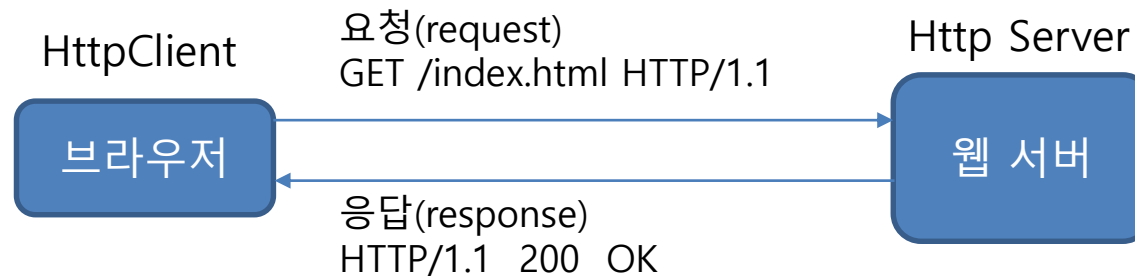 HttpClient
요청(request)
GET /index.html HTTP/1.1
Http Server
브라우저
웹 서버
응답(response)
HTTP/1.1 200 OK